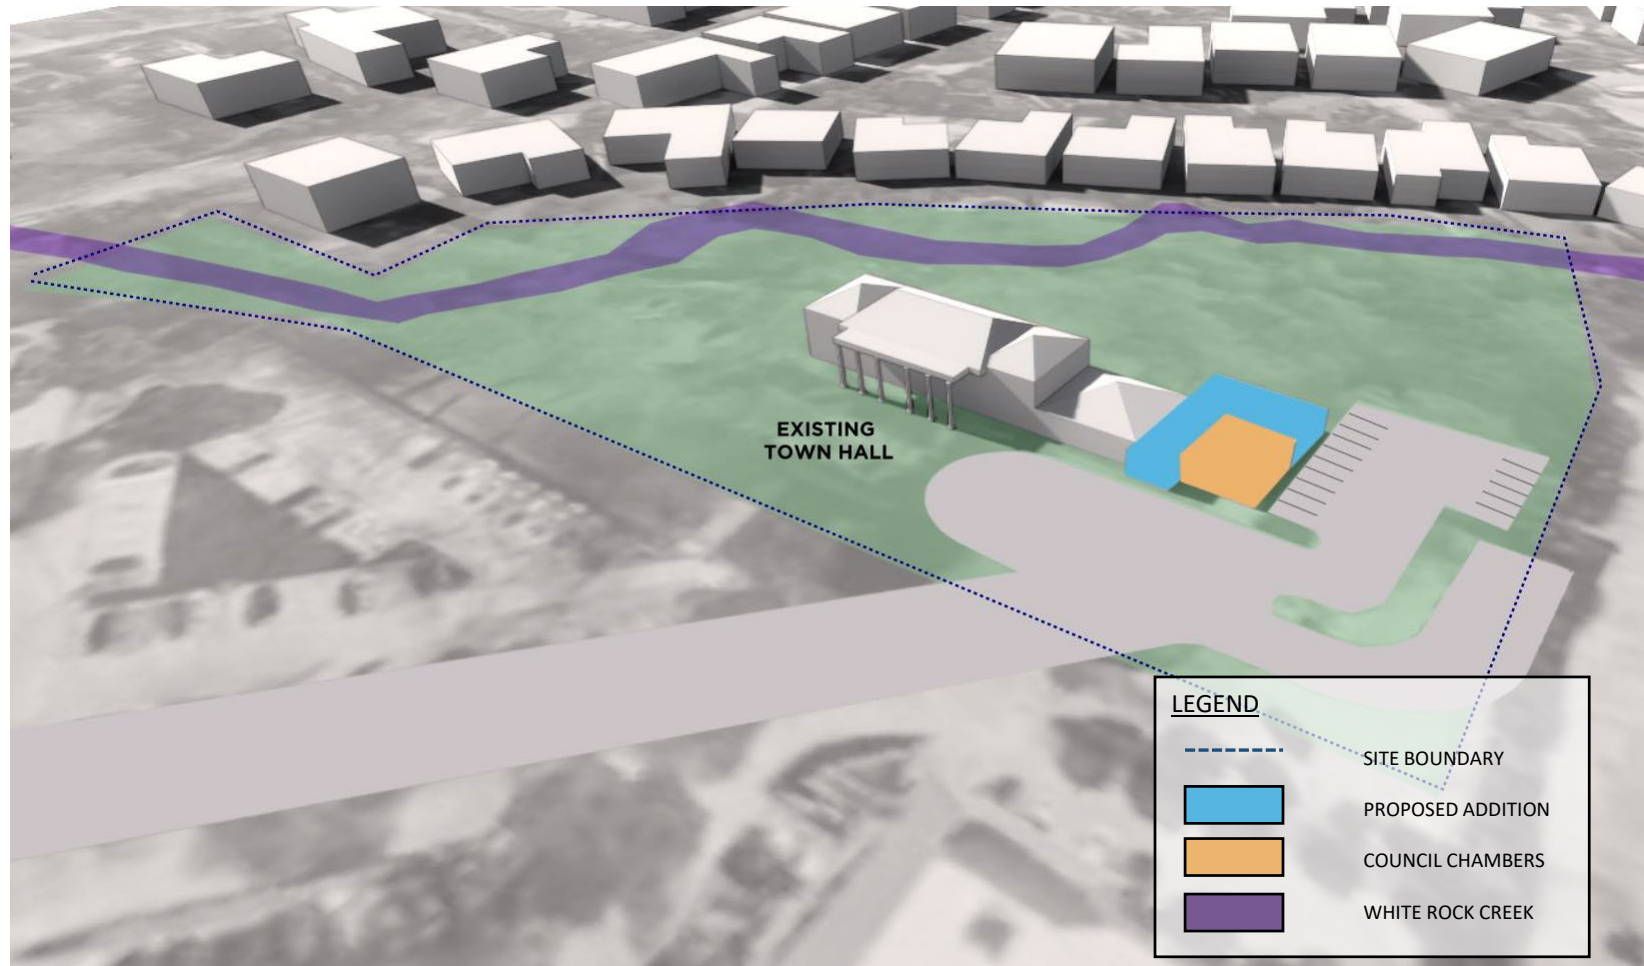 EXISTING
TOWN HALL
LEGEND
SITE BOUNDARY
PROPOSED ADDITION
COUNCIL CHAMBERS
WHITE ROCK CREEK